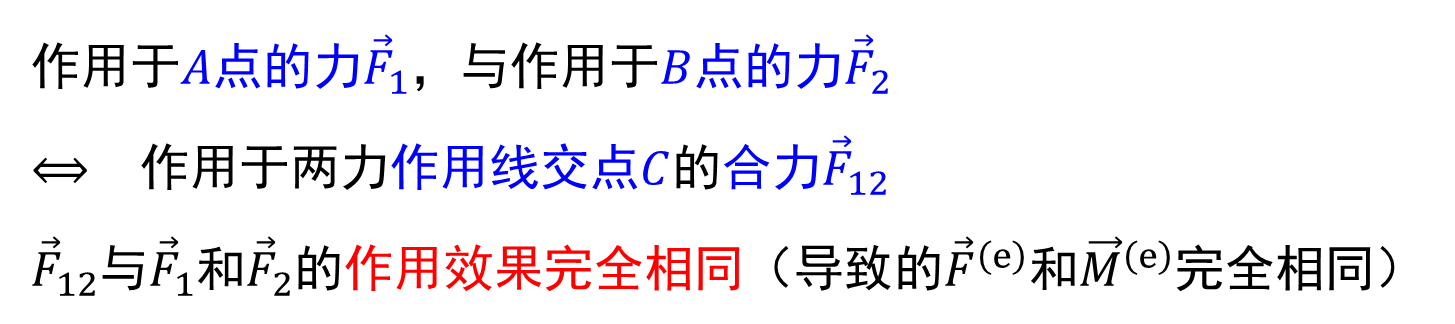 作用于A点的力F⃗₁，与作用于B点的力F⃗₂
⟺ 作用于两力作用线交点C的合力F⃗₁₂
F⃗₁₂与F⃗₁和F⃗₂的作用效果完全相同（导致的F⃗⁽ᵉ⁾和M⃗⁽ᵉ⁾完全相同）